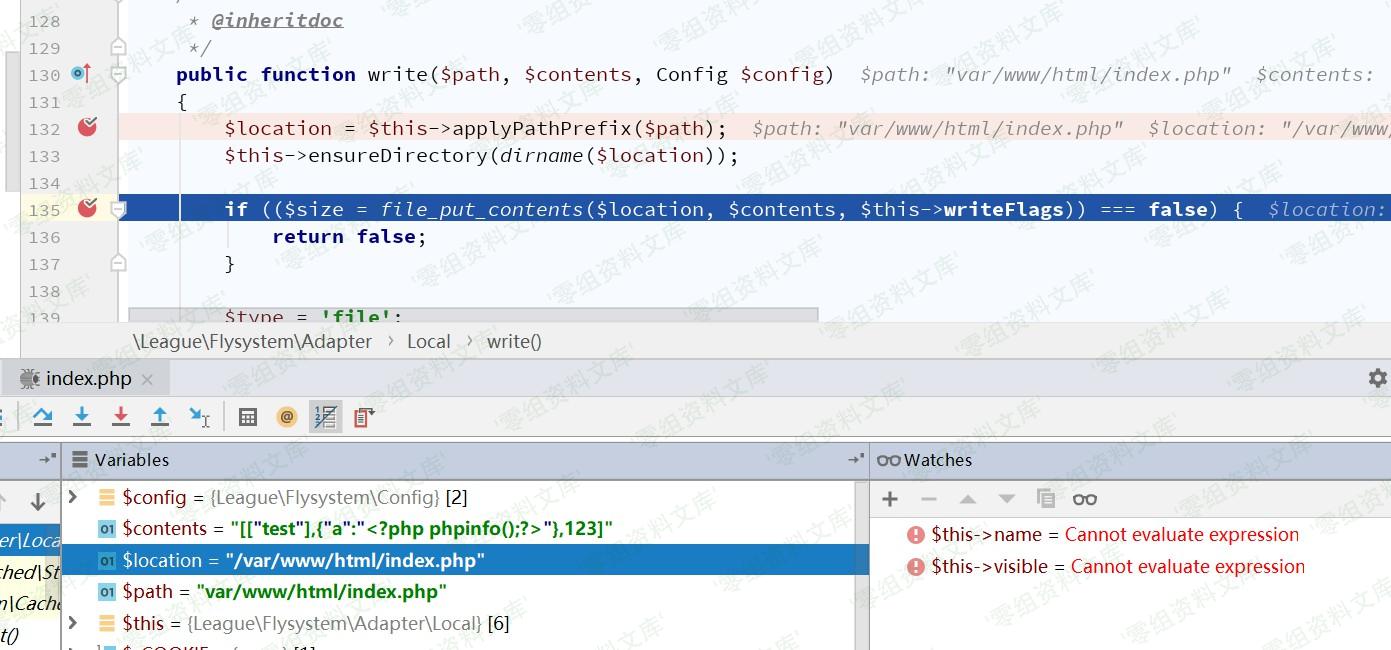 128 * @inheritdoc
129 */
130 public function write($path, $contents, Config $config) $path: "var/www/html/index.php" $contents:
131 {
132 $location = $this->applyPathPrefix($path); $path: "var/www/html/index.php" $location: "/var/www/
133 $this->ensureDirectory(dirname($location));
134
135 if (($size = file_put_contents($location, $contents, $this->writeFlags)) === false) { $location:
136 return false;
137 }
138
139 $type = 'file';
\League\Flysystem\Adapter > Local > write()
index.php
Variables
Watches
$config = {League\Flysystem\Config} [2]
$contents = "[["test"],{"a":"<?php phpinfo();?>"},123]"
$location = "/var/www/html/index.php"
$path = "var/www/html/index.php"
$this = {League\Flysystem\Adapter\Local} [6]
er\Loca
ched\St
n\Cache
t()
$this->name = Cannot evaluate expression
$this->visible = Cannot evaluate expression
'零组资料文库'